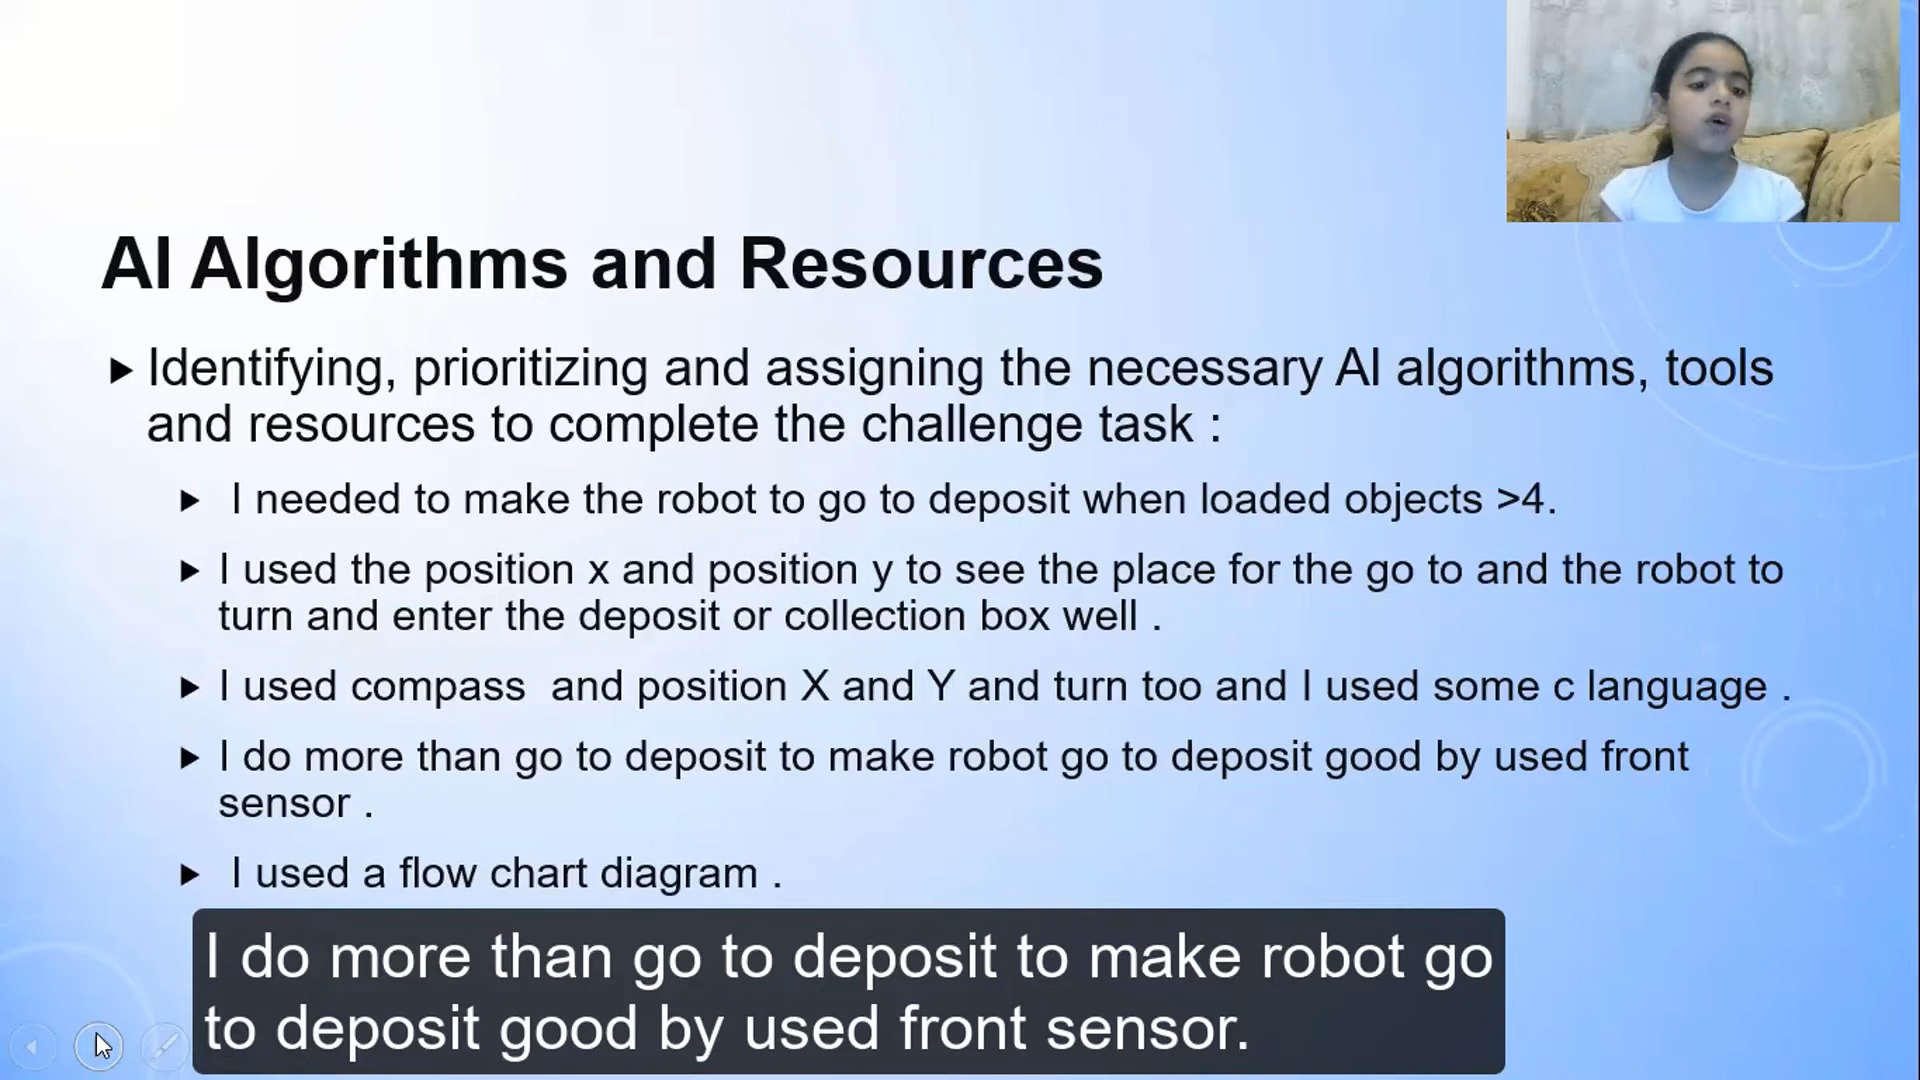 AI Algorithms and Resources
Identifying, prioritizing and assigning the necessary AI algorithms, tools
and resources to complete the challenge task :
I needed to make the robot to go to deposit when loaded objects >4.
I used the position x and position y to see the place for the go to and the robot to
turn and enter the deposit or collection box well .
I used compass  and position X and Y and turn too and I used some c language .
I do more than go to deposit to make robot go to deposit good by used front
sensor .
I used a flow chart diagram .
I do more than go to deposit to make robot go
to deposit good by used front sensor.